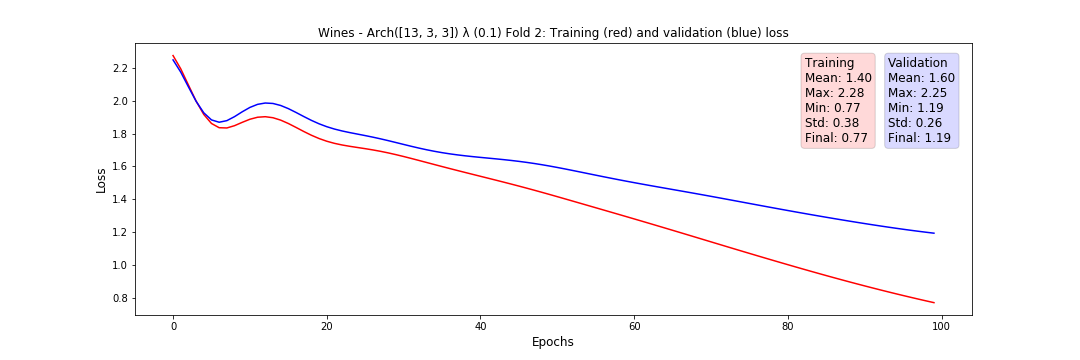 Wines - Arch([13, 3, 3]) λ (0.1) Fold 2: Training (red) and validation (blue) loss
Training
Mean: 1.40
Max: 2.28
Min: 0.77
Std: 0.38
Final: 0.77
Validation
Mean: 1.60
Max: 2.25
Min: 1.19
Std: 0.26
Final: 1.19
Loss
2.2
2.0
1.8
1.6
1.4
1.2
1.0
0.8
0 20 40 60 80 100
Epochs